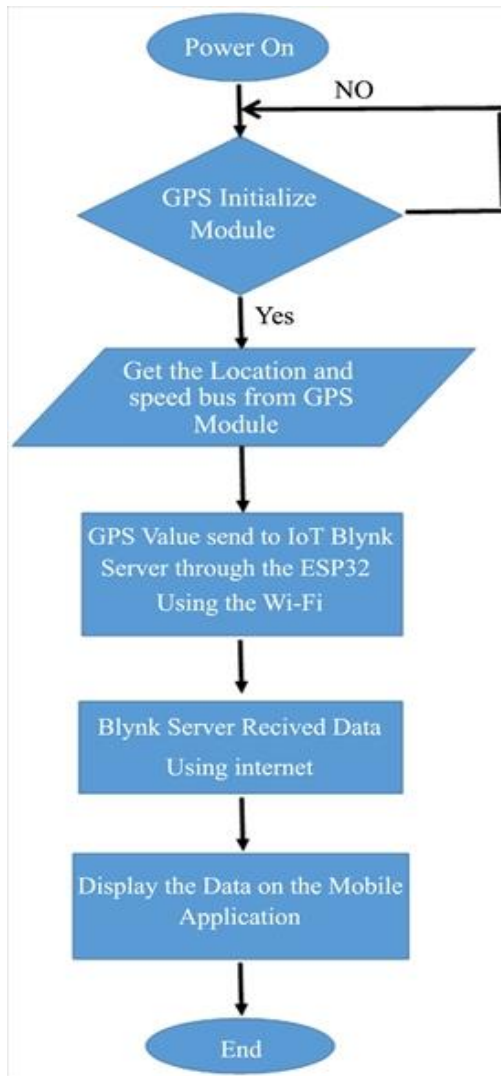 Power On
NO
GPS Initialize
Module
Yes
Get the Location and
speed bus from GPS
Module
GPS Value send to IoT Blynk
Server through the ESP32
Using the Wi-Fi
Blynk Server Recived Data
Using internet
Display the Data on the Mobile
Application
End